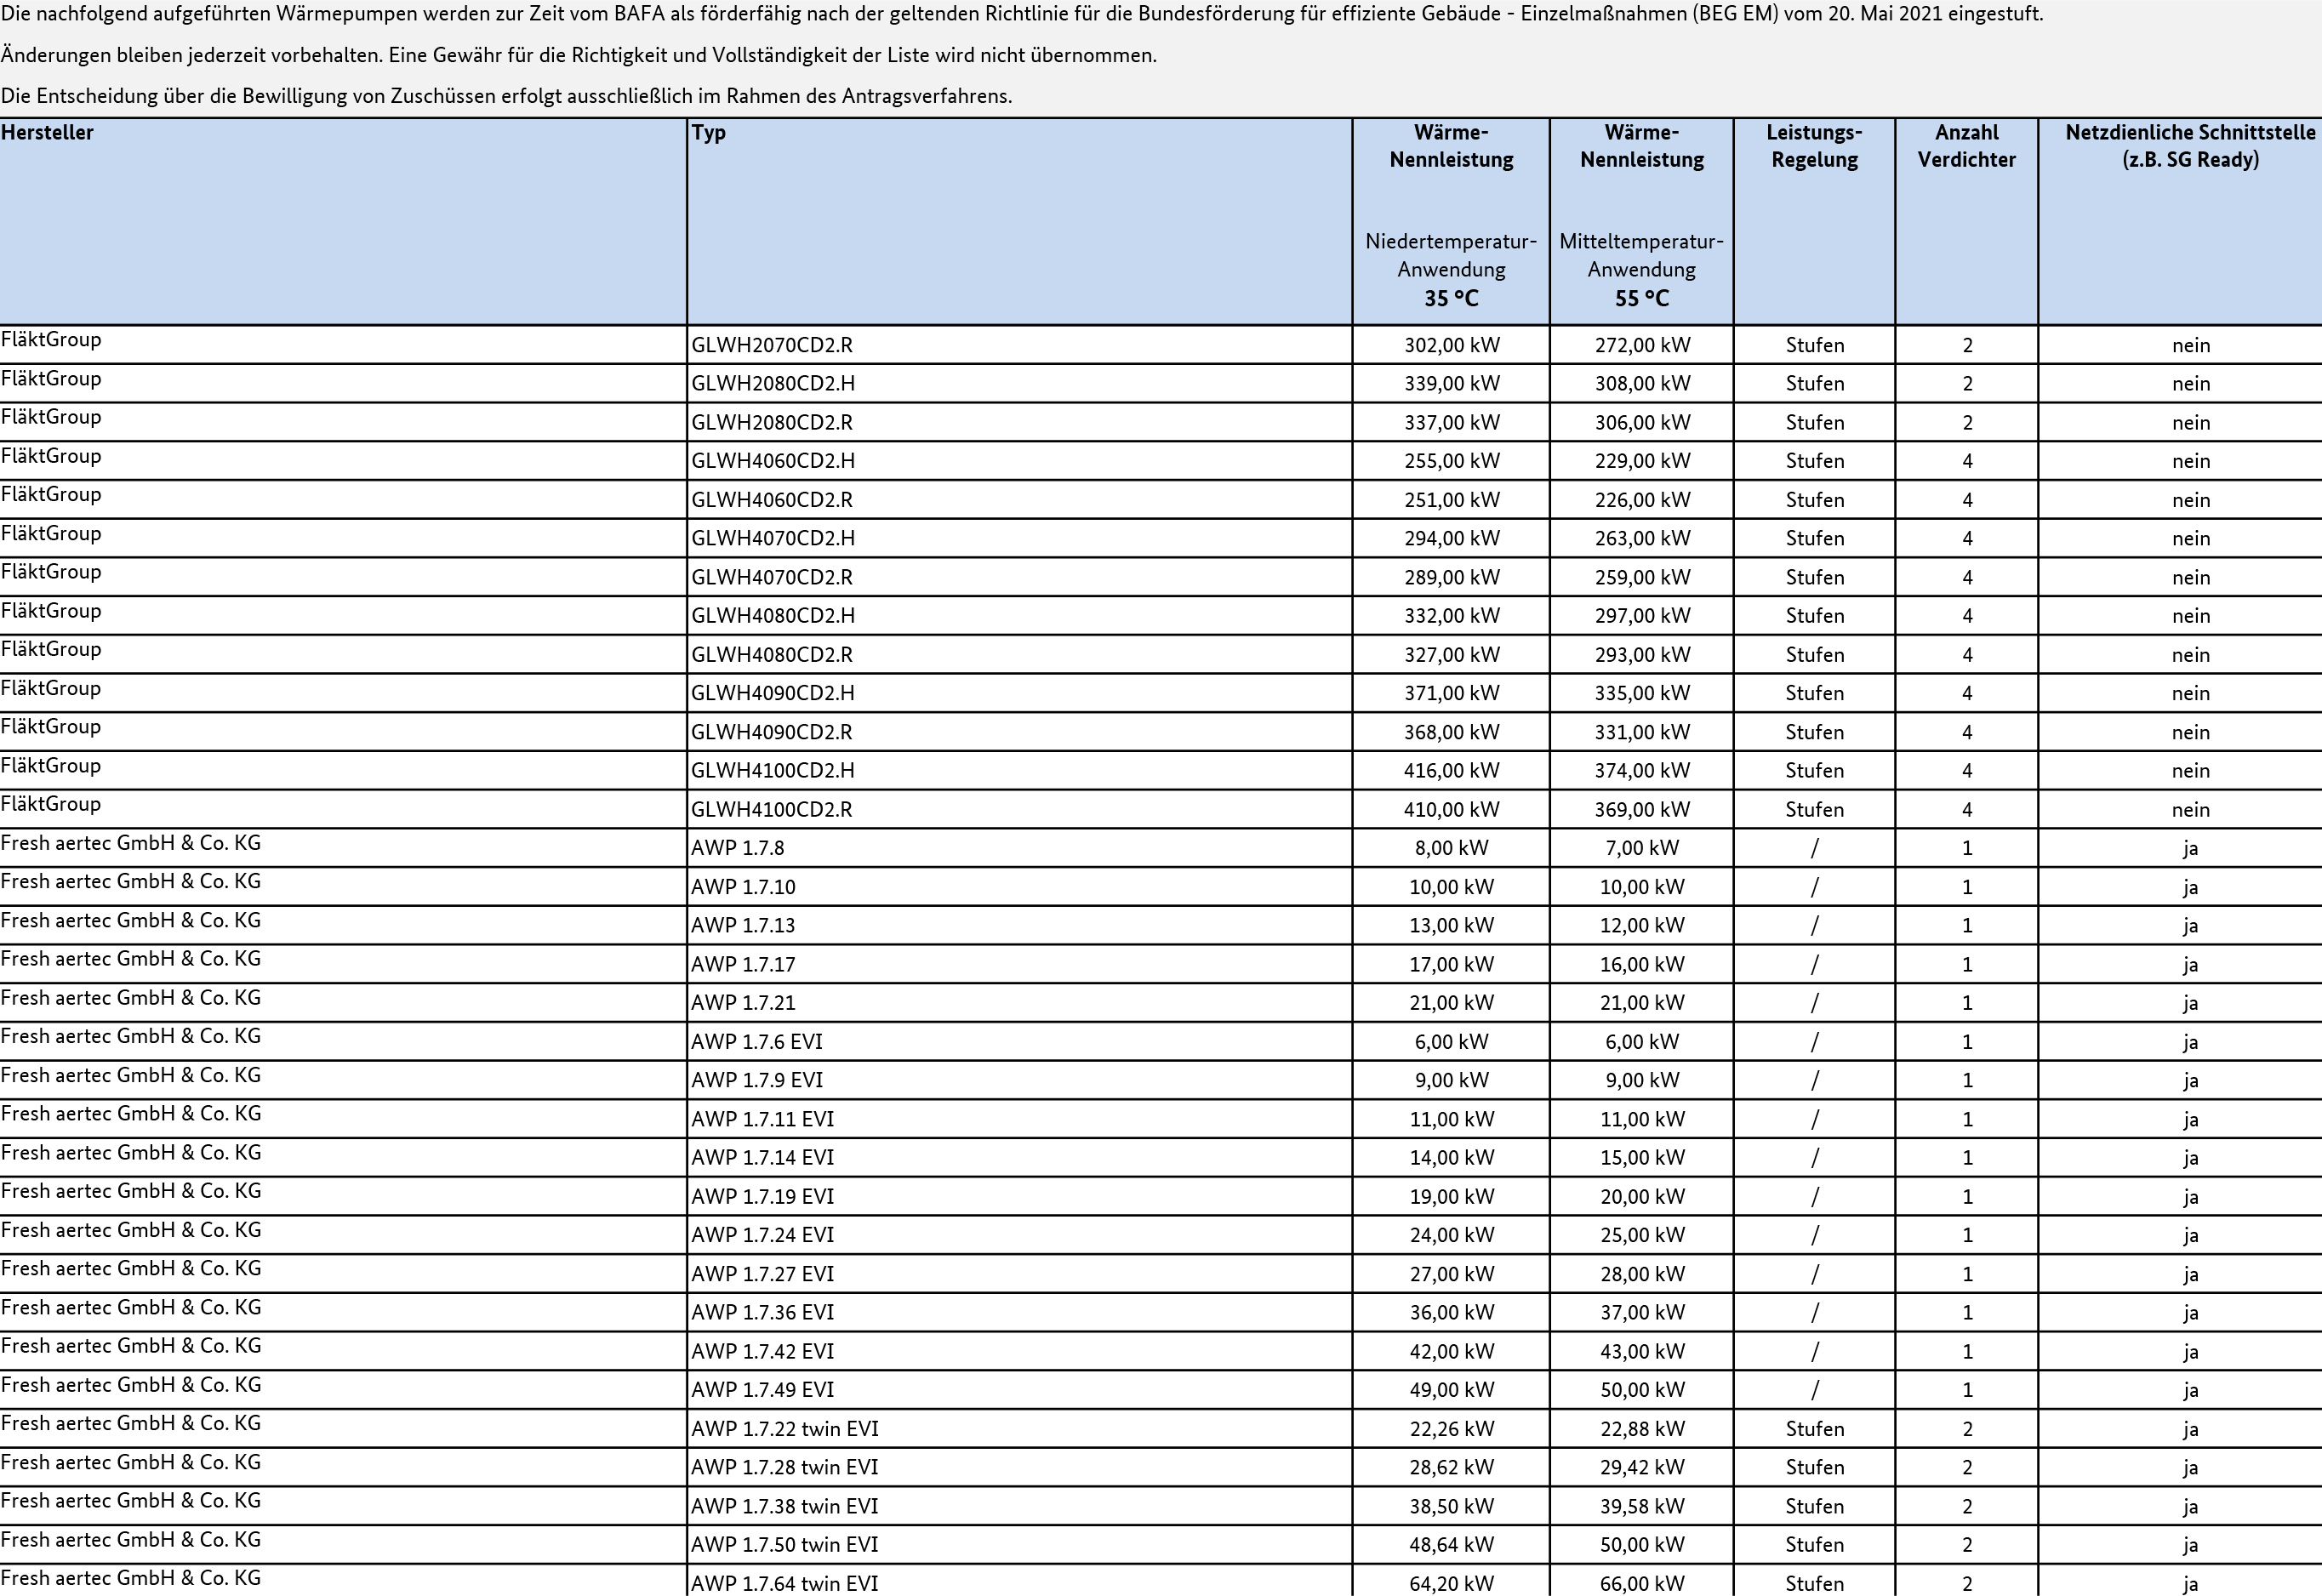 Die nachfolgend aufgeführten Wärmepumpen werden zur Zeit vom BAFA als förderfähig nach der geltenden Richtlinie für die Bundesförderung für effiziente Gebäude - Einzelmaßnahmen (BEG EM) vom 20. Mai 2021 eingestuft.
Änderungen bleiben jederzeit vorbehalten. Eine Gewähr für die Richtigkeit und Vollständigkeit der Liste wird nicht übernommen.
Die Entscheidung über die Bewilligung von Zuschüssen erfolgt ausschließlich im Rahmen des Antragsverfahrens.
Hersteller Typ Wärme- Wärme- Leistungs- Anzahl Netzdienliche Schnittstelle
Nennleistung Nennleistung Regelung Verdichter (z.B. SG Ready)
Niedertemperatur- Mitteltemperatur-
Anwendung Anwendung
35 °C 55 °C
FläktGroup GLWH2070CD2.R 302,00 kW 272,00 kW Stufen 2 nein
FläktGroup GLWH2080CD2.H 339,00 kW 308,00 kW Stufen 2 nein
FläktGroup GLWH2080CD2.R 337,00 kW 306,00 kW Stufen 2 nein
FläktGroup GLWH4060CD2.H 255,00 kW 229,00 kW Stufen 4 nein
FläktGroup GLWH4060CD2.R 251,00 kW 226,00 kW Stufen 4 nein
FläktGroup GLWH4070CD2.H 294,00 kW 263,00 kW Stufen 4 nein
FläktGroup GLWH4070CD2.R 289,00 kW 259,00 kW Stufen 4 nein
FläktGroup GLWH4080CD2.H 332,00 kW 297,00 kW Stufen 4 nein
FläktGroup GLWH4080CD2.R 327,00 kW 293,00 kW Stufen 4 nein
FläktGroup GLWH4090CD2.H 371,00 kW 335,00 kW Stufen 4 nein
FläktGroup GLWH4090CD2.R 368,00 kW 331,00 kW Stufen 4 nein
FläktGroup GLWH4100CD2.H 416,00 kW 374,00 kW Stufen 4 nein
FläktGroup GLWH4100CD2.R 410,00 kW 369,00 kW Stufen 4 nein
Fresh aertec GmbH & Co. KG AWP 1.7.8 8,00 kW 7,00 kW / 1 ja
Fresh aertec GmbH & Co. KG AWP 1.7.10 10,00 kW 10,00 kW / 1 ja
Fresh aertec GmbH & Co. KG AWP 1.7.13 13,00 kW 12,00 kW / 1 ja
Fresh aertec GmbH & Co. KG AWP 1.7.17 17,00 kW 16,00 kW / 1 ja
Fresh aertec GmbH & Co. KG AWP 1.7.21 21,00 kW 21,00 kW / 1 ja
Fresh aertec GmbH & Co. KG AWP 1.7.6 EVI 6,00 kW 6,00 kW / 1 ja
Fresh aertec GmbH & Co. KG AWP 1.7.9 EVI 9,00 kW 9,00 kW / 1 ja
Fresh aertec GmbH & Co. KG AWP 1.7.11 EVI 11,00 kW 11,00 kW / 1 ja
Fresh aertec GmbH & Co. KG AWP 1.7.14 EVI 14,00 kW 15,00 kW / 1 ja
Fresh aertec GmbH & Co. KG AWP 1.7.19 EVI 19,00 kW 20,00 kW / 1 ja
Fresh aertec GmbH & Co. KG AWP 1.7.24 EVI 24,00 kW 25,00 kW / 1 ja
Fresh aertec GmbH & Co. KG AWP 1.7.27 EVI 27,00 kW 28,00 kW / 1 ja
Fresh aertec GmbH & Co. KG AWP 1.7.36 EVI 36,00 kW 37,00 kW / 1 ja
Fresh aertec GmbH & Co. KG AWP 1.7.42 EVI 42,00 kW 43,00 kW / 1 ja
Fresh aertec GmbH & Co. KG AWP 1.7.49 EVI 49,00 kW 50,00 kW / 1 ja
Fresh aertec GmbH & Co. KG AWP 1.7.22 twin EVI 22,26 kW 22,88 kW Stufen 2 ja
Fresh aertec GmbH & Co. KG AWP 1.7.28 twin EVI 28,62 kW 29,42 kW Stufen 2 ja
Fresh aertec GmbH & Co. KG AWP 1.7.38 twin EVI 38,50 kW 39,58 kW Stufen 2 ja
Fresh aertec GmbH & Co. KG AWP 1.7.50 twin EVI 48,64 kW 50,00 kW Stufen 2 ja
Fresh aertec GmbH & Co. KG AWP 1.7.64 twin EVI 64,20 kW 66,00 kW Stufen 2 ja